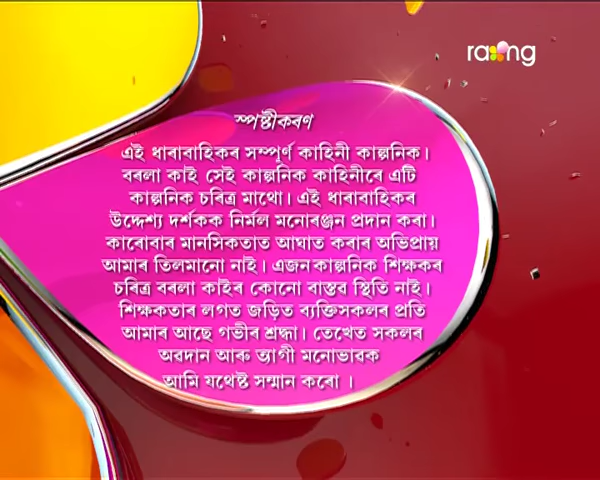 rang
স্পষ্টীকৰণ
এই ধাৰাবাহিকৰ সম্পূৰ্ণ কাহিনী কাল্পনিক।
বৰলা কাই সেই কাল্পনিক কাহিনীৰে এটি
কাল্পনিক চৰিত্ৰ মাথো। এই ধাৰাবাহিকৰ
উদ্দেশ্য দৰ্শকক নিৰ্মল মনোৰঞ্জন প্ৰদান কৰা।
কাৰোবাৰ মানসিকতাত আঘাত কৰাৰ অভিপ্ৰায়
আমাৰ তিলমানো নাই। এজন কাল্পনিক শিক্ষকৰ
চৰিত্ৰ বৰলা কাইৰ কোনো বাস্তৱ স্থিতি নাই।
শিক্ষকতাৰ লগত জড়িত ব্যক্তিসকলৰ প্ৰতি
আমাৰ আছে গভীৰ শ্ৰদ্ধা। তেখেত সকলৰ
অৱদান আৰু ত্যাগী মনোভাৱক
আমি যথেষ্ট সন্মান কৰো ।